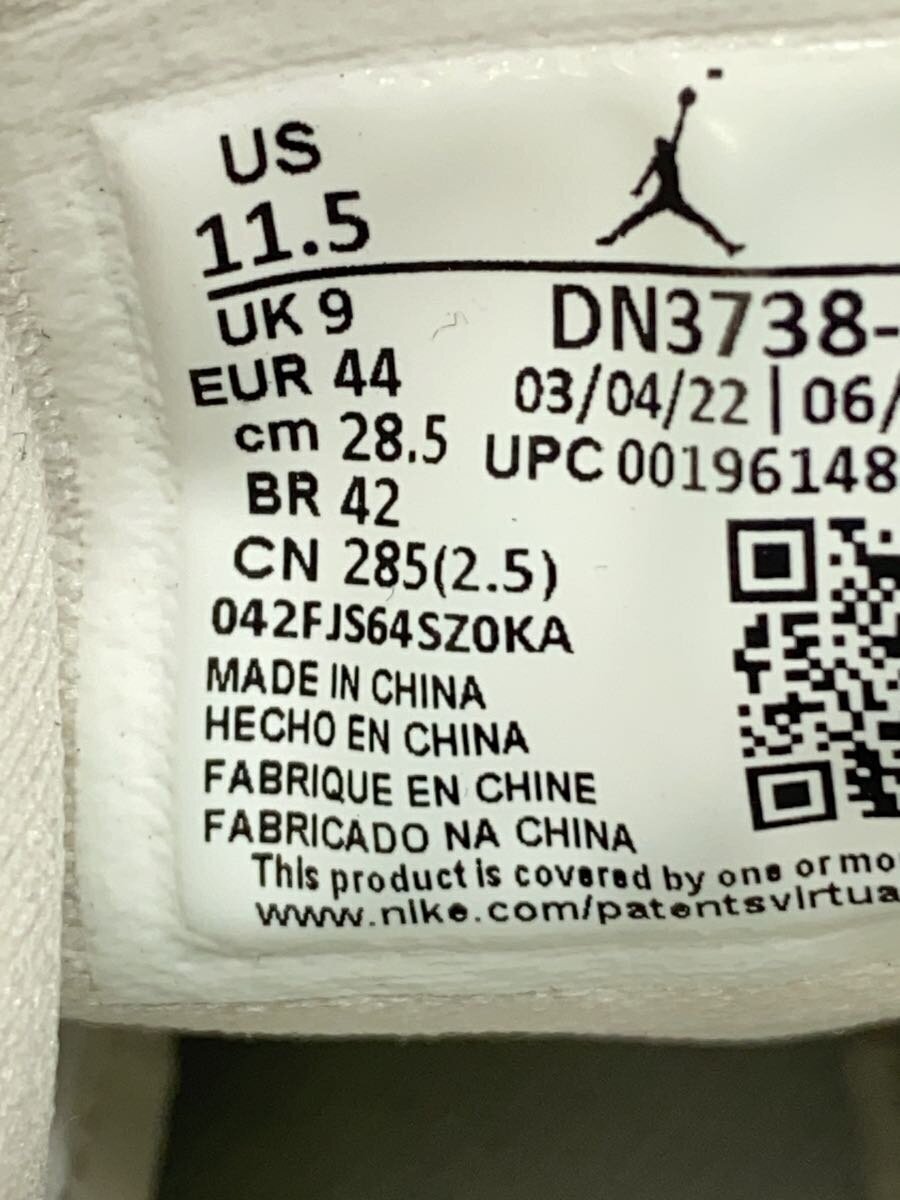 US
11.5
UK 9
EUR 44
cm 28.5
BR 42
CN 285(2.5)
042FJS64SZ0KA
MADE IN CHINA
HECHO EN CHINA
FABRIQUE EN CHINE
FABRICADO NA CHINA
DN3738-
03/04/22 | 06/
UPC 00196148
This product is covered by one or mo
www.nike.com/patentsvirtua